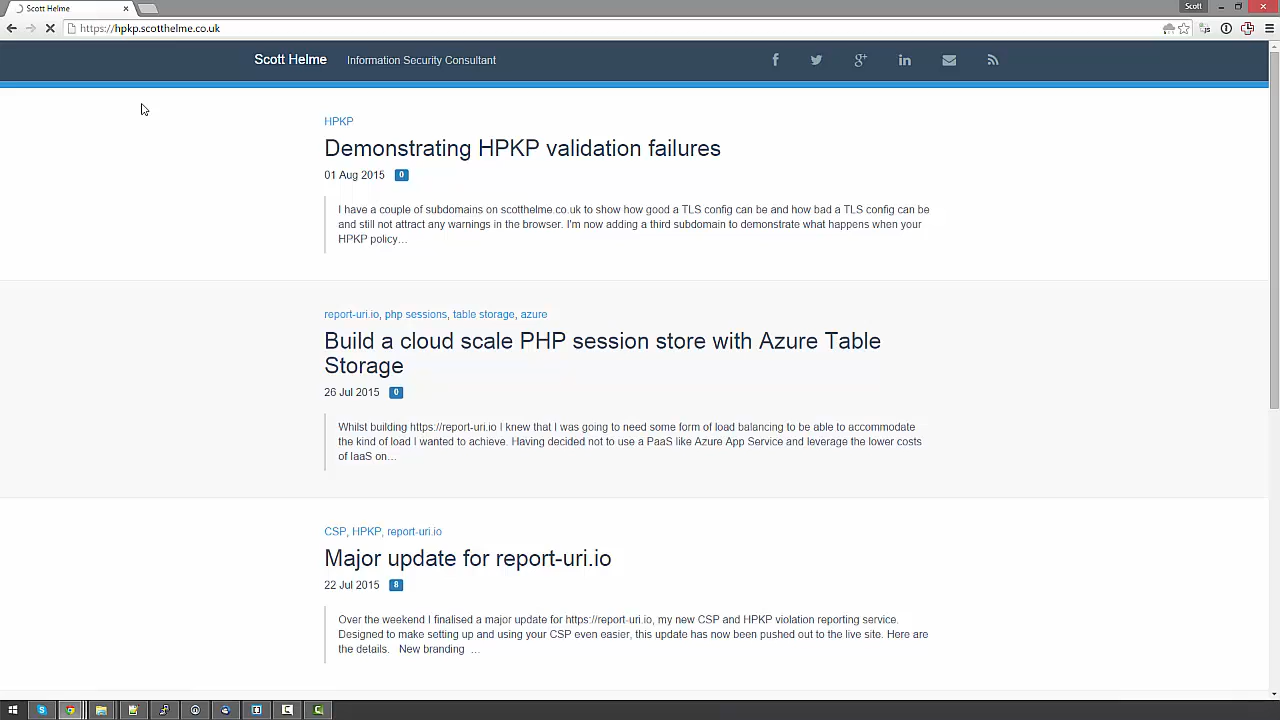 Scott Helme
Scott
https://hpkp.scotthelme.co.uk
Scott Helme Information Security Consultant
HPKP
Demonstrating HPKP validation failures
01 Aug 2015 0
I have a couple of subdomains on scotthelme.co.uk to show how good a TLS config can be and how bad a TLS config can be
and still not attract any warnings in the browser. I'm now adding a third subdomain to demonstrate what happens when your
HPKP policy…
report-uri.io, php sessions, table storage, azure
Build a cloud scale PHP session store with Azure Table
Storage
26 Jul 2015 0
Whilst building https://report-uri.io I knew that I was going to need some form of load balancing to be able to accommodate
the kind of load I wanted to achieve. Having decided not to use a PaaS like Azure App Service and leverage the lower costs
of IaaS on…
CSP, HPKP, report-uri.io
Major update for report-uri.io
22 Jul 2015 8
Over the weekend I finalised a major update for https://report-uri.io, my new CSP and HPKP violation reporting service.
Designed to make setting up and using your CSP even easier, this update has now been pushed out to the live site. Here are
the details. New branding …